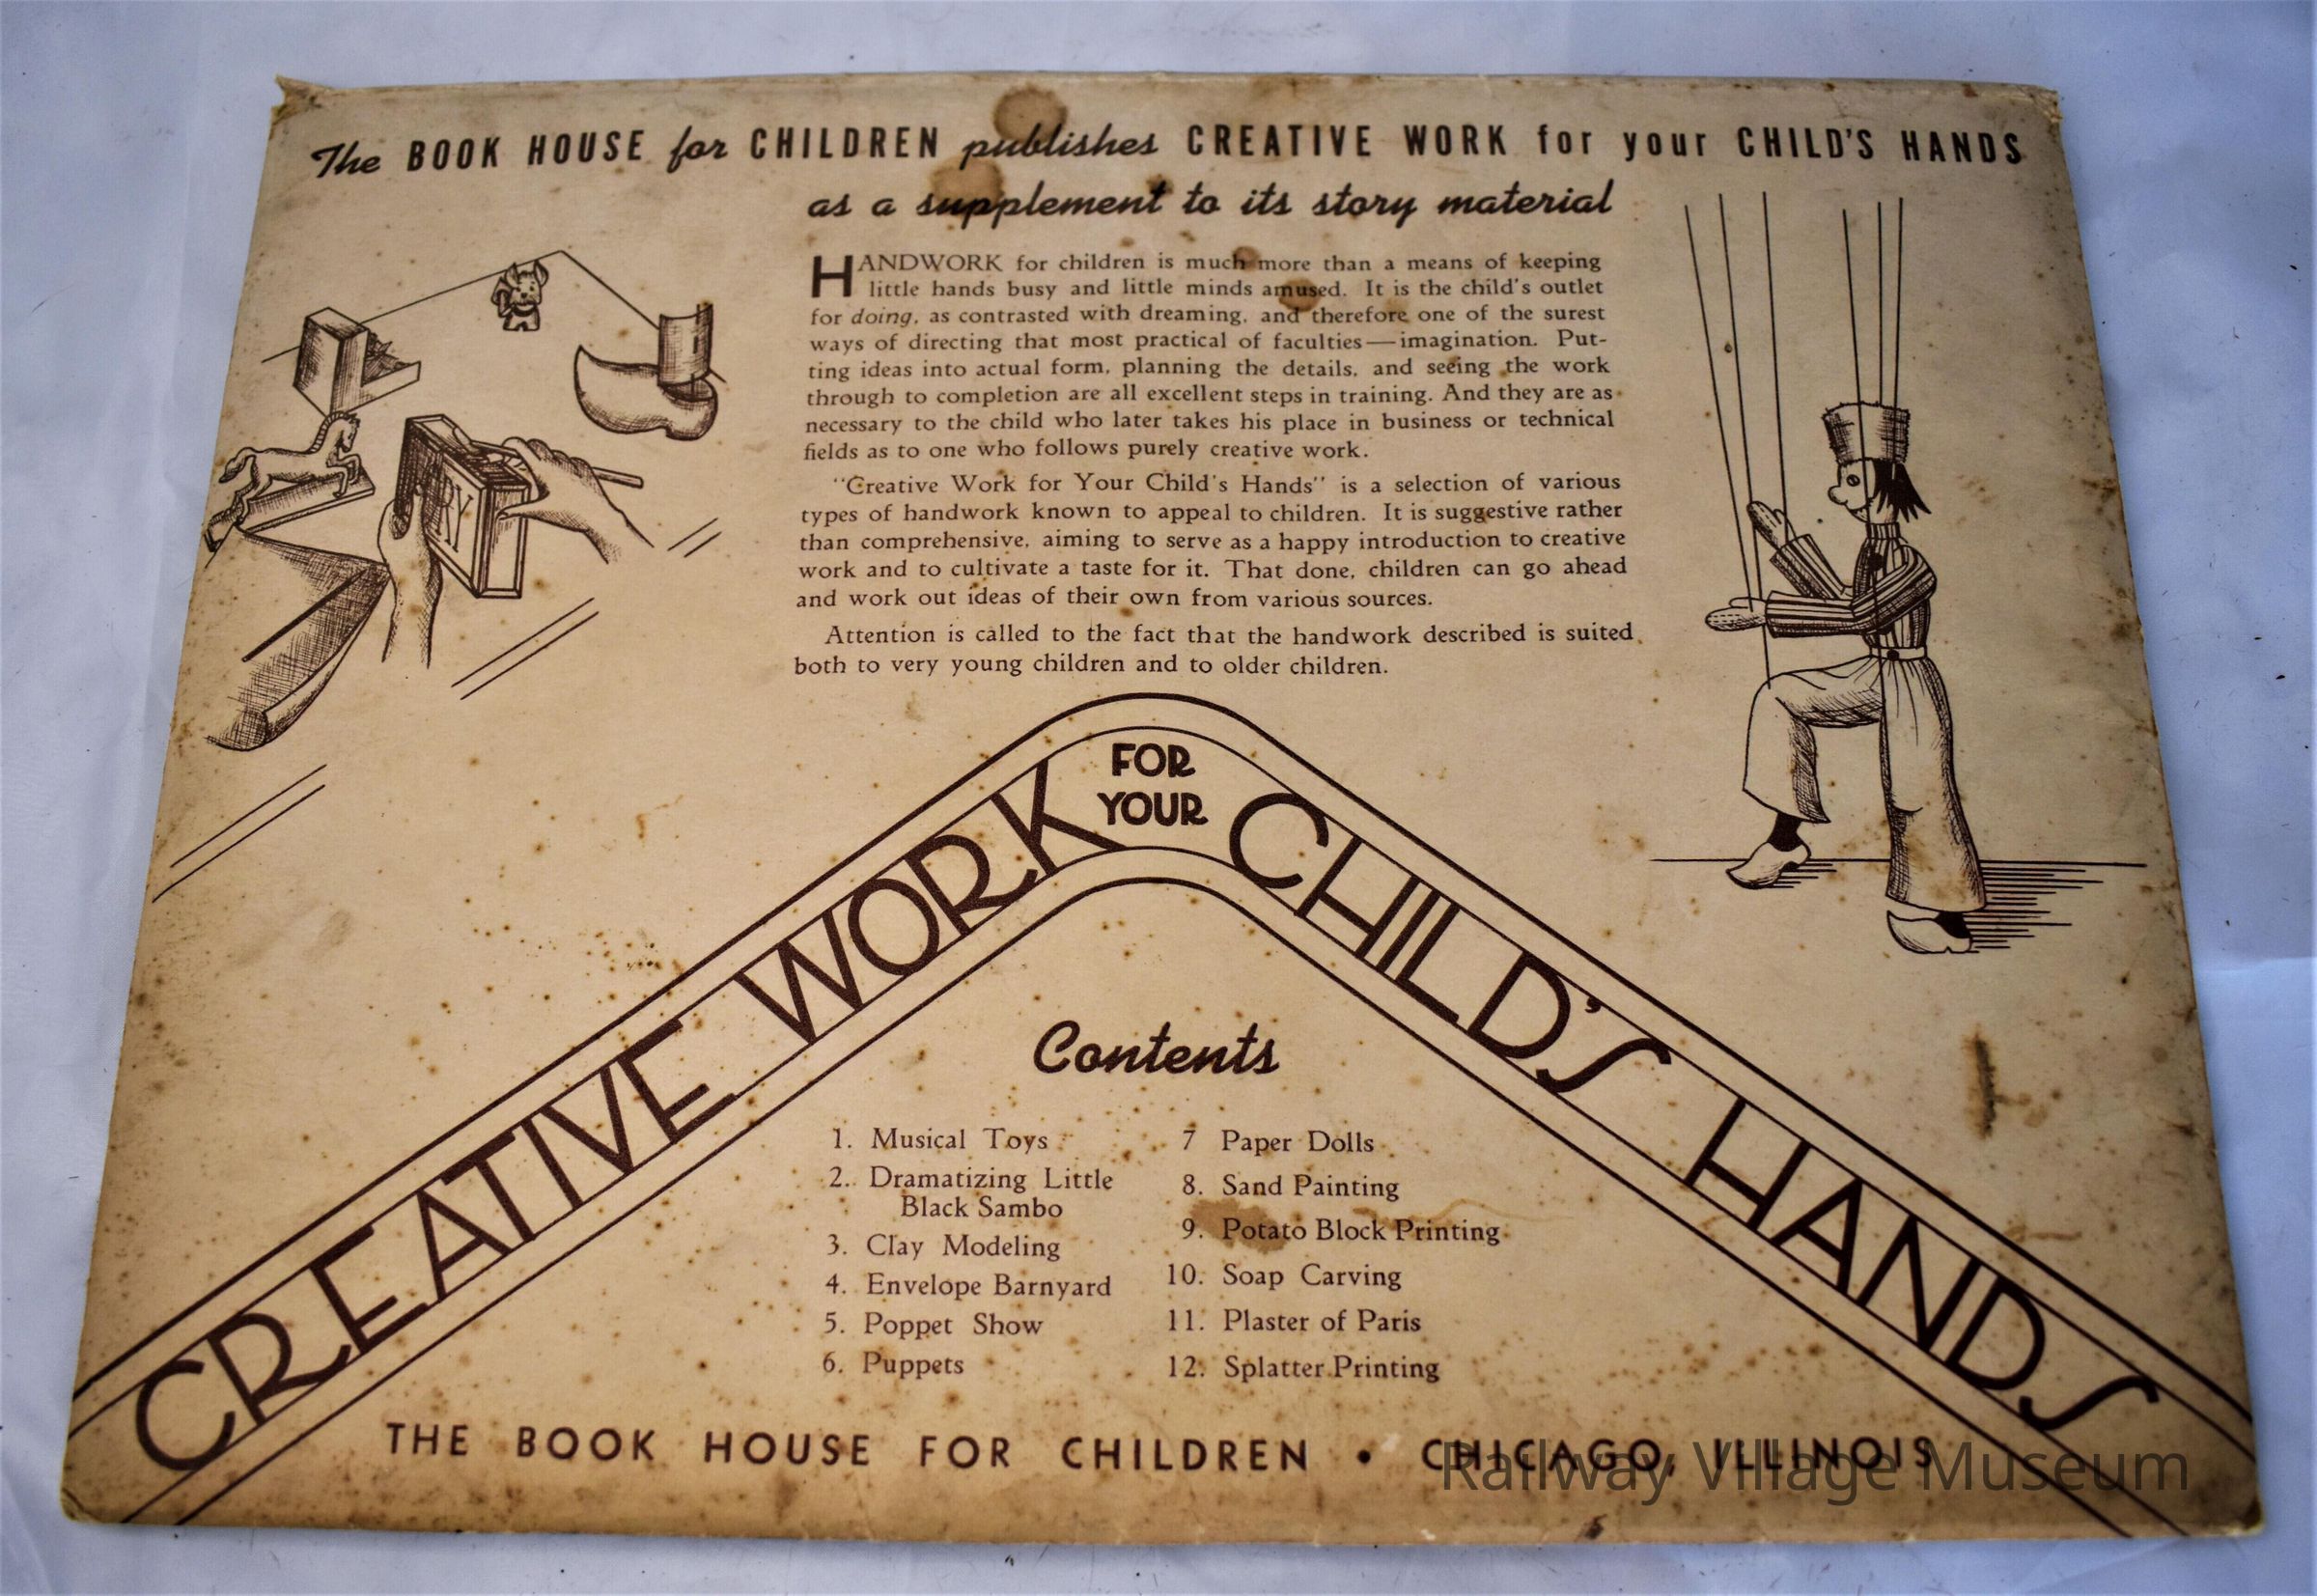 The BOOK HOUSE for CHILDREN publishes CREATIVE WORK for your CHILD'S HANDS
as a supplement to its story material
HANDWORK for children is much more than a means of keeping
little hands busy and little minds amused. It is the child's outlet
for doing, as contrasted with dreaming, and therefore one of the surest
ways of directing that most practical of faculties—imagination. Put-
ting ideas into actual form, planning the details, and seeing the work
through to completion are all excellent steps in training. And they are as
necessary to the child who later takes his place in business or technical
fields as to one who follows purely creative work.
"Creative Work for Your Child's Hands" is a selection of various
types of handwork known to appeal to children. It is suggestive rather
than comprehensive, aiming to serve as a happy introduction to creative
work and to cultivate a taste for it. That done, children can go ahead
and work out ideas of their own from various sources.
Attention is called to the fact that the handwork described is suited
both to very young children and to older children.
CREATIVE WORK FOR YOUR CHILD'S HANDS
Contents
1. Musical Toys
2. Dramatizing Little
Black Sambo
3. Clay Modeling
4. Envelope Barnyard
5. Poppet Show
6. Puppets
7 Paper Dolls
8. Sand Painting
9. Potato Block Printing
10. Soap Carving
11. Plaster of Paris
12. Splatter Printing
THE BOOK HOUSE FOR CHILDREN • CHICAGO, ILLINOIS
Railway Village Museum